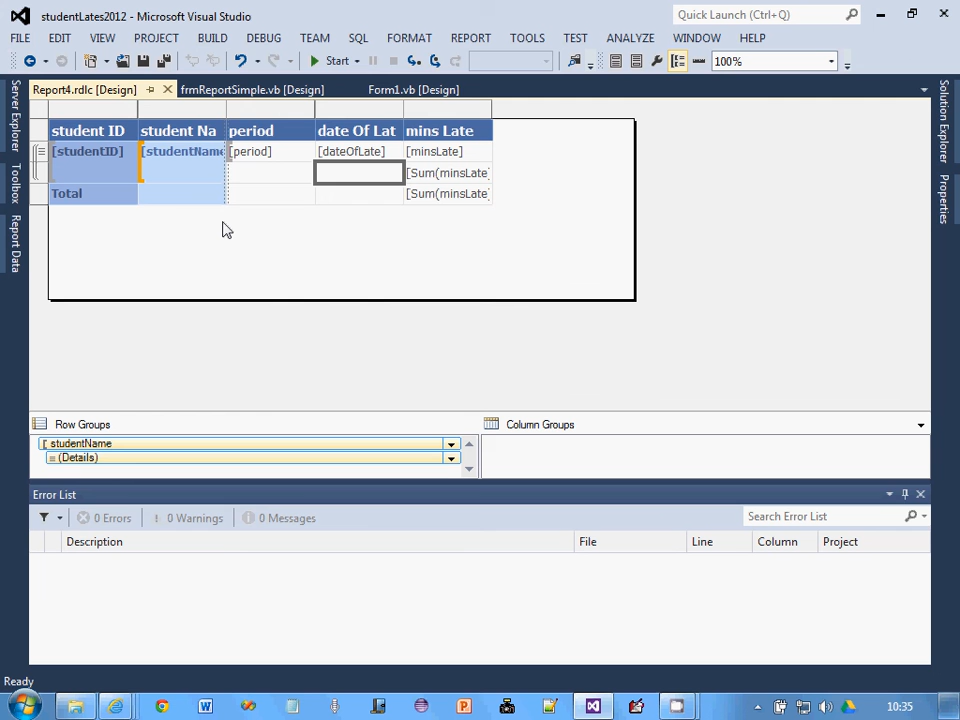 studentLates2012 - Microsoft Visual Studio
Quick Launch (Ctrl+Q)
FILE EDIT VIEW PROJECT BUILD DEBUG TEAM SQL FORMAT REPORT TOOLS TEST ANALYZE WINDOW HELP
Start 100%
Report4.rdlc [Design] frmReportSimple.vb [Design] Form1.vb [Design]
Server Explorer
Toolbox
Report Data
Solution Explorer
Properties
student ID student Na period date Of Lat mins Late
[studentID] [studentName [period] [dateOfLate] [minsLate]
[Sum(minsLate
Total [Sum(minsLate
Row Groups Column Groups
[ studentName
(Details)
Error List
0 Errors 0 Warnings 0 Messages Search Error List
Description File Line Column Project
Ready
10:35